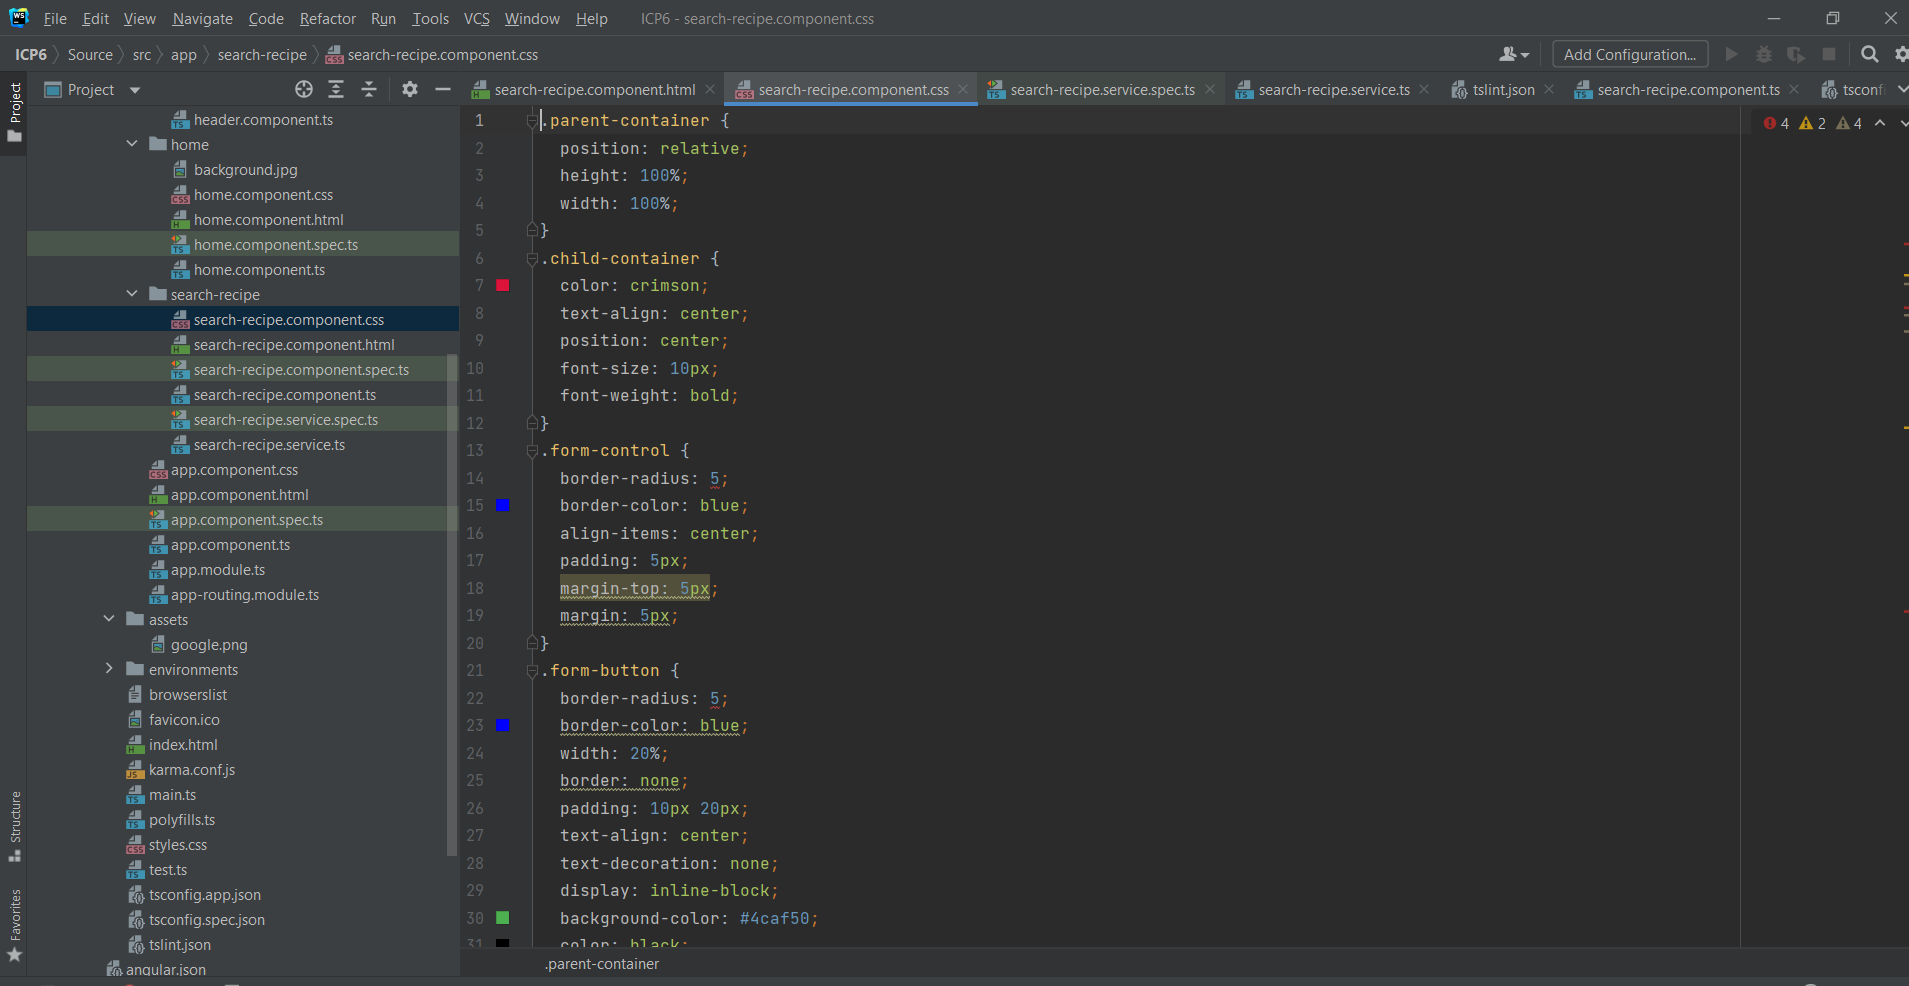 WS File Edit View Navigate Code Refactor Run Tools VCS Window Help ICP6 - search-recipe.component.css
ICP6 Source src app search-recipe search-recipe.component.css Add Configuration...
Project
Project
search-recipe.component.html search-recipe.component.css search-recipe.service.spec.ts search-recipe.service.ts tslint.json search-recipe.component.ts tsconf
header.component.ts
home
background.jpg
home.component.css
home.component.html
home.component.spec.ts
home.component.ts
search-recipe
search-recipe.component.css
search-recipe.component.html
search-recipe.component.spec.ts
search-recipe.component.ts
search-recipe.service.spec.ts
search-recipe.service.ts
app.component.css
app.component.html
app.component.spec.ts
app.component.ts
app.module.ts
app-routing.module.ts
assets
google.png
environments
browserslist
favicon.ico
index.html
karma.conf.js
main.ts
polyfills.ts
styles.css
test.ts
tsconfig.app.json
tsconfig.spec.json
tslint.json
angular.json
Structure
Favorites
1 .parent-container {
2 position: relative;
3 height: 100%;
4 width: 100%;
5 }
6 .child-container {
7 color: crimson;
8 text-align: center;
9 position: center;
10 font-size: 10px;
11 font-weight: bold;
12 }
13 .form-control {
14 border-radius: 5;
15 border-color: blue;
16 align-items: center;
17 padding: 5px;
18 margin-top: 5px;
19 margin: 5px;
20 }
21 .form-button {
22 border-radius: 5;
23 border-color: blue;
24 width: 20%;
25 border: none;
26 padding: 10px 20px;
27 text-align: center;
28 text-decoration: none;
29 display: inline-block;
30 background-color: #4caf50;
31 color: black;
4 2 4
.parent-container